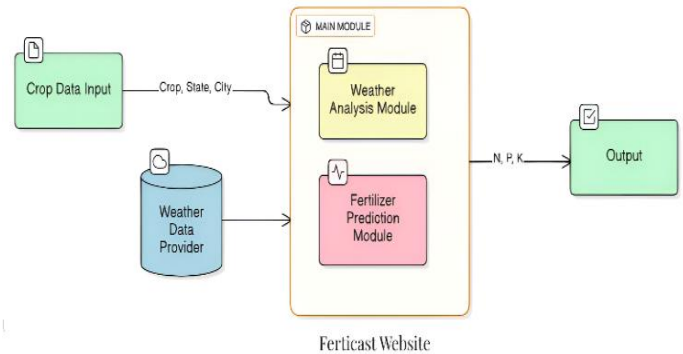 MAIN MODULE
Crop Data Input
Crop, State, City
Weather
Analysis Module
Weather
Data
Provider
Fertilizer
Prediction
Module
N, P, K
Output
Ferticast Website